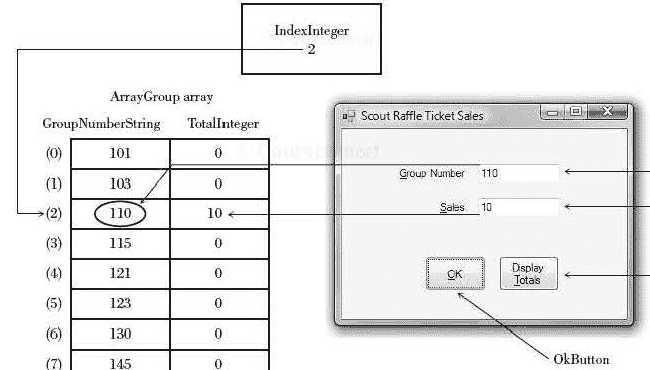 IndexInteger
2
ArrayGroup array
GroupNumberString TotalInteger
(0) 101 0
(1) 103 0
(2) 110 10
(3) 115 0
(4) 121 0
(5) 123 0
(6) 130 0
(7) 145 0
Scout Raffle Ticket Sales
Group Number 110
Sales 10
OK
Display
Totals
OkButton